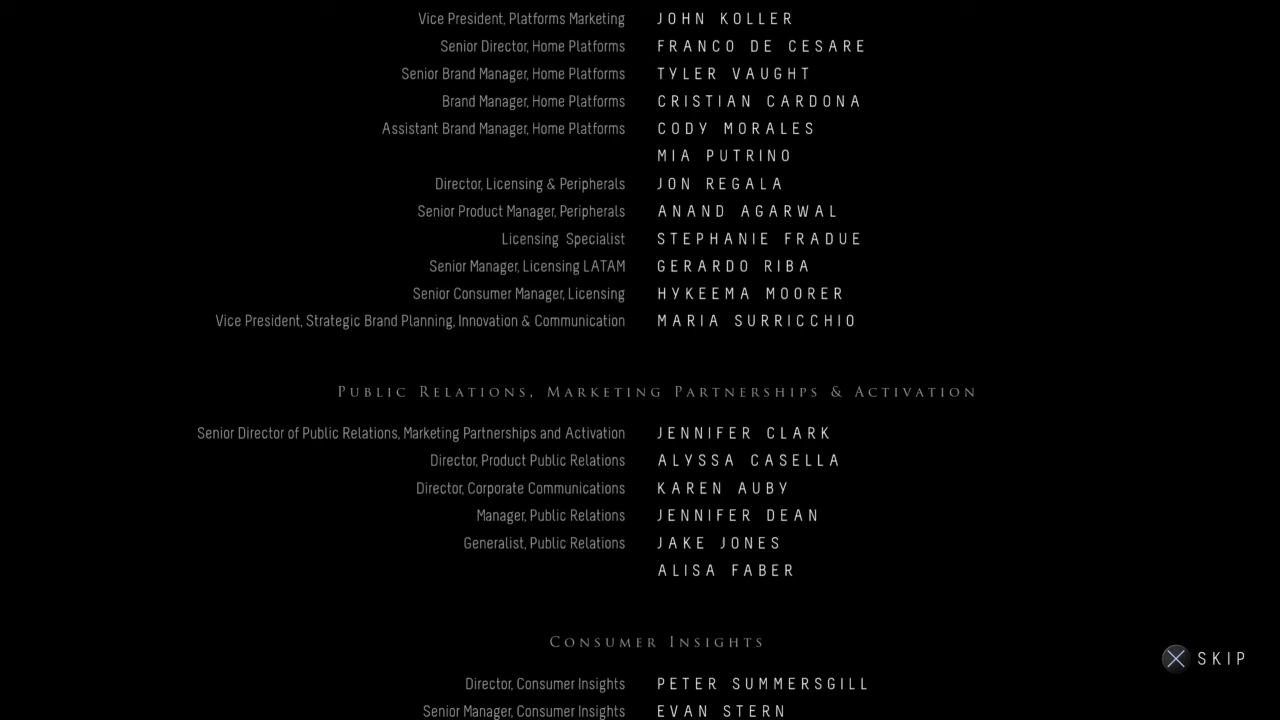 Vice President, Platforms Marketing JOHN KOLLER
Senior Director, Home Platforms FRANCO DE CESARE
Senior Brand Manager, Home Platforms TYLER VAUGHT
Brand Manager, Home Platforms CRISTIAN CARDONA
Assistant Brand Manager, Home Platforms CODY MORALES
MIA PUTRINO
Director, Licensing & Peripherals JON REGALA
Senior Product Manager, Peripherals ANAND AGARWAL
Licensing Specialist STEPHANIE FRADUE
Senior Manager, Licensing LATAM GERARDO RIBA
Senior Consumer Manager, Licensing HYKEEMA MOORER
Vice President, Strategic Brand Planning, Innovation & Communication MARIA SURRICCHIO
PUBLIC RELATIONS, MARKETING PARTNERSHIPS & ACTIVATION
Senior Director of Public Relations, Marketing Partnerships and Activation JENNIFER CLARK
Director, Product Public Relations ALYSSA CASELLA
Director, Corporate Communications KAREN AUBY
Manager, Public Relations JENNIFER DEAN
Generalist, Public Relations JAKE JONES
ALISA FABER
CONSUMER INSIGHTS
SKIP
Director, Consumer Insights PETER SUMMERSGILL
Senior Manager, Consumer Insights EVAN STERN